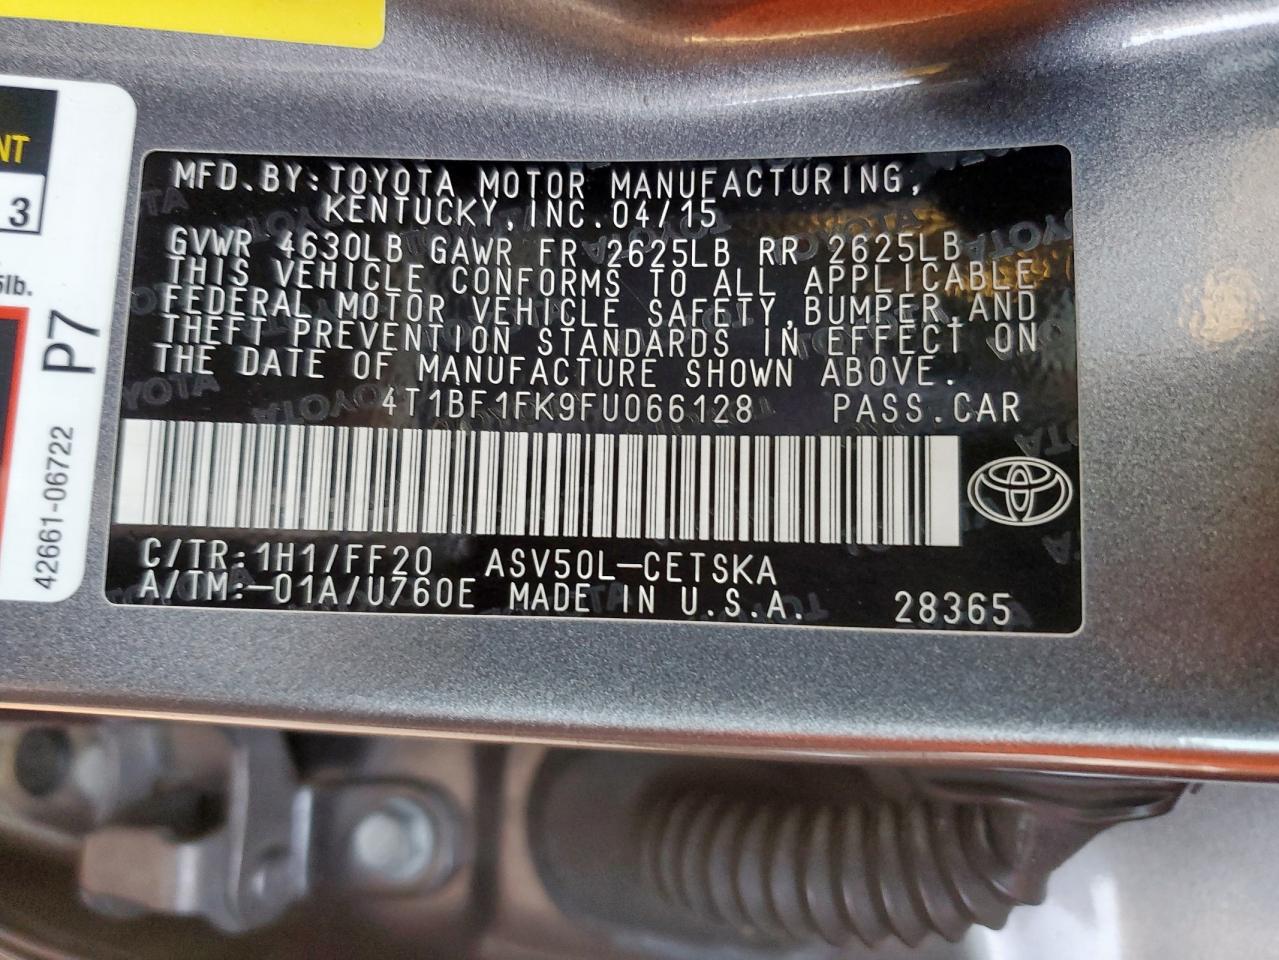 MFD.BY:TOYOTA MOTOR MANUFACTURING,
KENTUCKY,INC.04/15
GVWR 4630LB GAWR FR 2625LB RR 2625LB
THIS VEHICLE CONFORMS TO ALL APPLICABLE
FEDERAL MOTOR VEHICLE SAFETY,BUMPER,AND
THEFT PREVENTION STANDARDS IN EFFECT ON
THE DATE OF MANUFACTURE SHOWN ABOVE.
4T1BF1FK9FU066128 PASS.CAR
C/TR:1H1/FF20 ASV50L-CETSKA
A/TM:-01A/U760E MADE IN U.S.A. 28365
3
P7
42661-06722